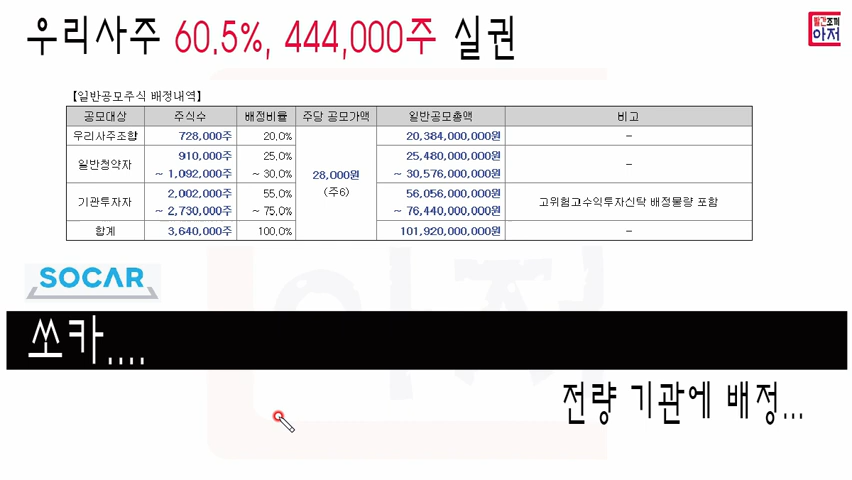 우리사주 60.5%, 444,000주 실권
빨간조끼
아저
【일반공모주식 배정내역】
공모대상 주식수 배정비율 주당 공모가액 일반공모총액 비고
우리사주조합 728,000주 20.0% 28,000원 (주6) 20,384,000,000원 -
일반청약자 910,000주 ~ 1,092,000주 25.0% ~ 30.0% 25,480,000,000원 ~ 30,576,000,000원 -
기관투자자 2,002,000주 ~ 2,730,000주 55.0% ~ 75.0% 56,056,000,000원 ~ 76,440,000,000원 고위험고수익투자신탁 배정물량 포함
합계 3,640,000주 100.0% 101,920,000,000원 -
SOCAR
쏘카....
전량 기관에 배정...